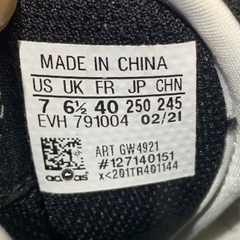 MADE IN CHINA
US UK FR JP CHN
7 6½ 40 250 245
EVH 791004 02/21
ART GW4921
#127140151
x<201TR401144
adidas